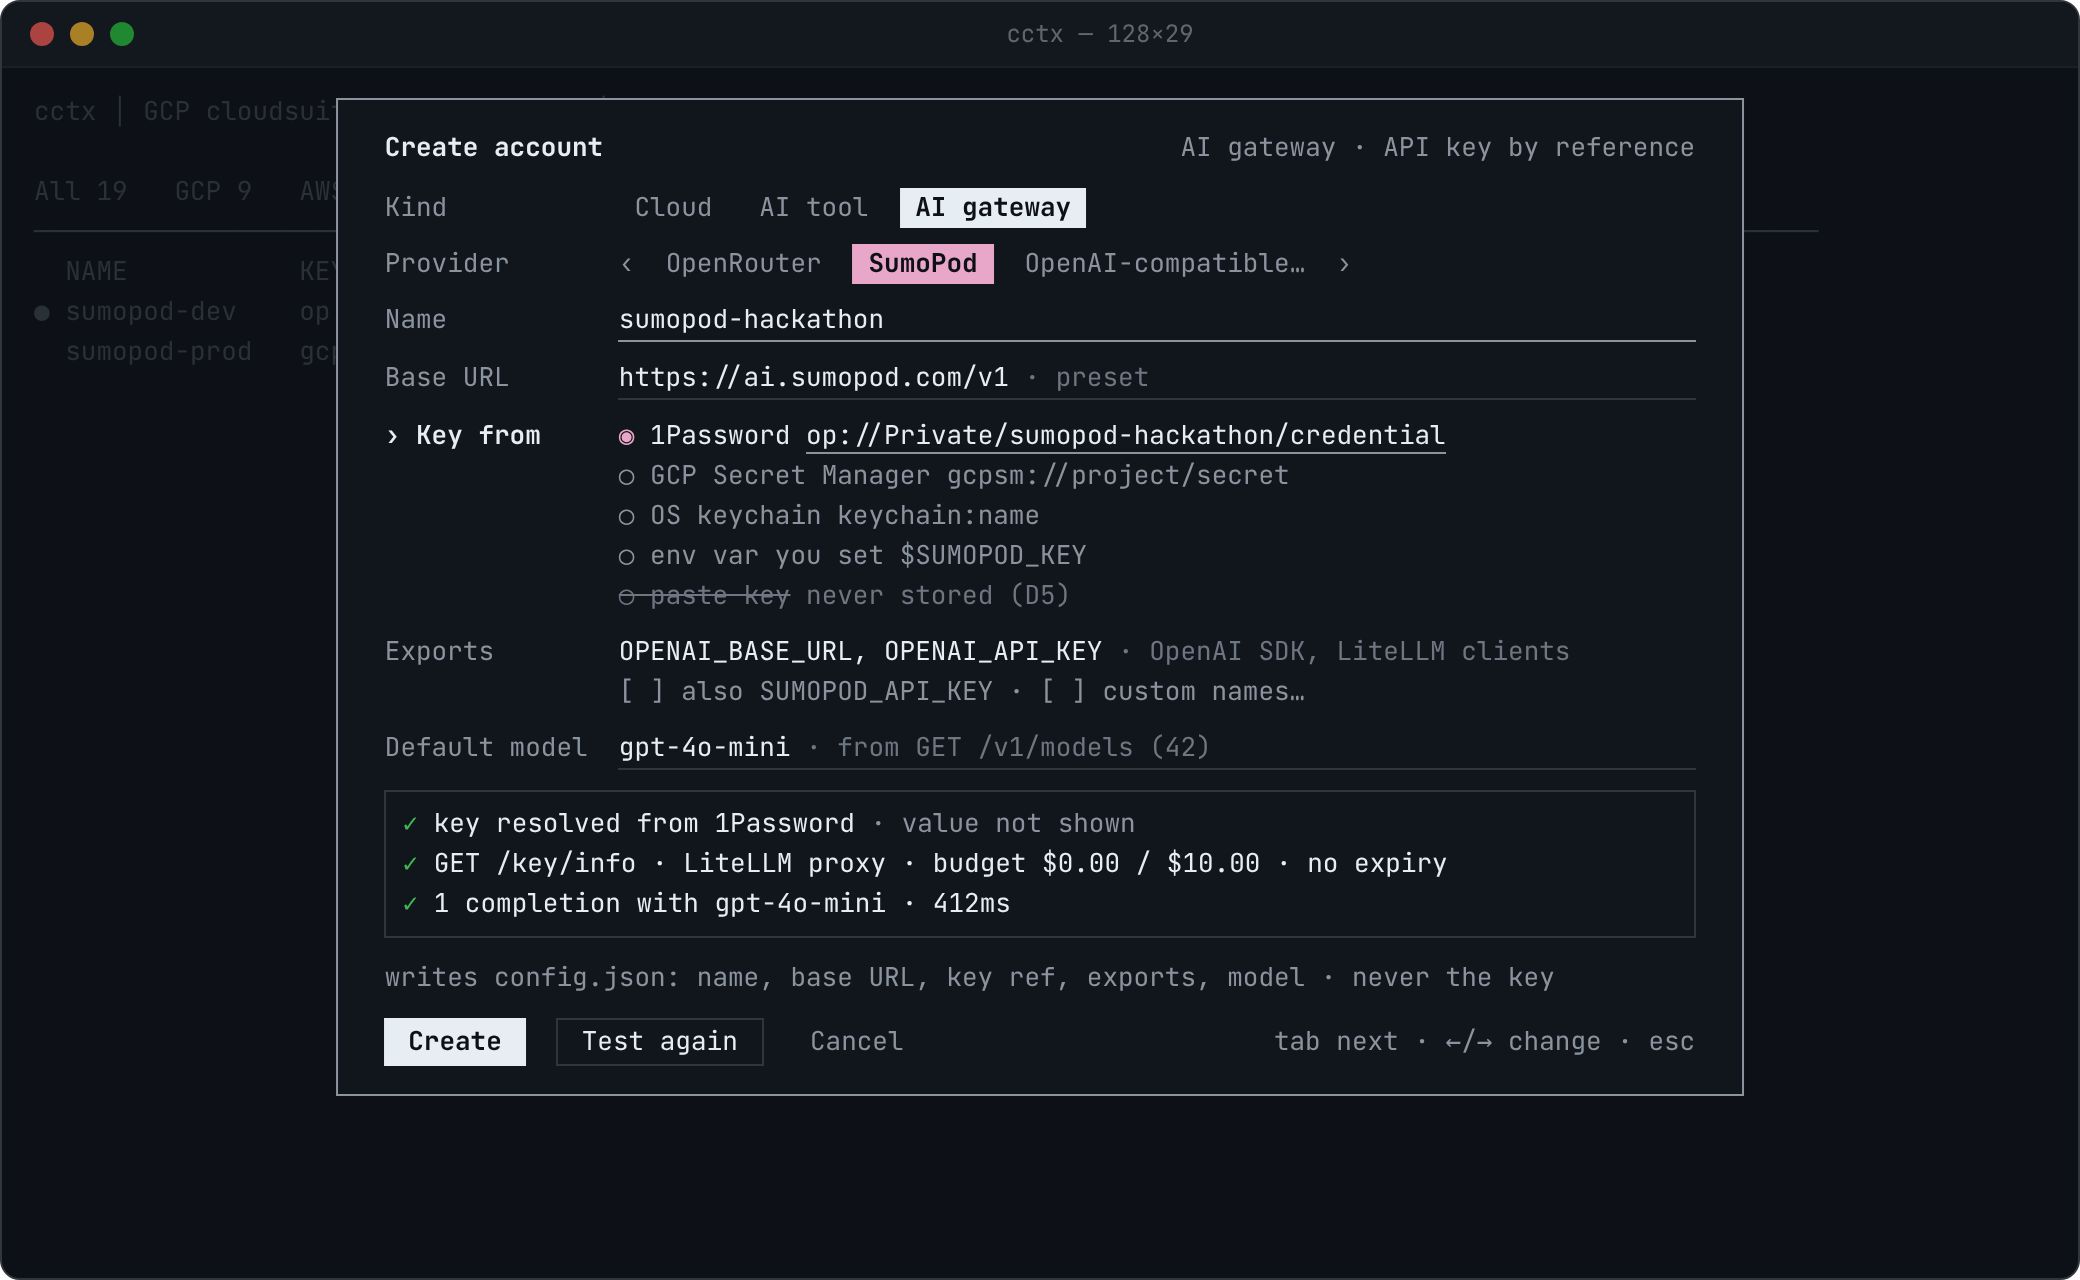 cctx — 128×29
cctx │ GCP cloudsuit
Create account AI gateway · API key by reference
All 19 GCP 9 AWS
Kind Cloud AI tool AI gateway
Provider ‹ OpenRouter SumoPod OpenAI-compatible… ›
NAME KEY
● sumopod-dev op
Name sumopod-hackathon
sumopod-prod gcp
Base URL https://ai.sumopod.com/v1 · preset
› Key from ◉ 1Password op://Private/sumopod-hackathon/credential
○ GCP Secret Manager gcpsm://project/secret
○ OS keychain keychain:name
○ env var you set $SUMOPOD_KEY
○ paste key never stored (D5)
Exports OPENAI_BASE_URL, OPENAI_API_KEY · OpenAI SDK, LiteLLM clients
[ ] also SUMOPOD_API_KEY · [ ] custom names…
Default model gpt-4o-mini · from GET /v1/models (42)
✓ key resolved from 1Password · value not shown
✓ GET /key/info · LiteLLM proxy · budget $0.00 / $10.00 · no expiry
✓ 1 completion with gpt-4o-mini · 412ms
writes config.json: name, base URL, key ref, exports, model · never the key
Create Test again Cancel tab next · ←/→ change · esc